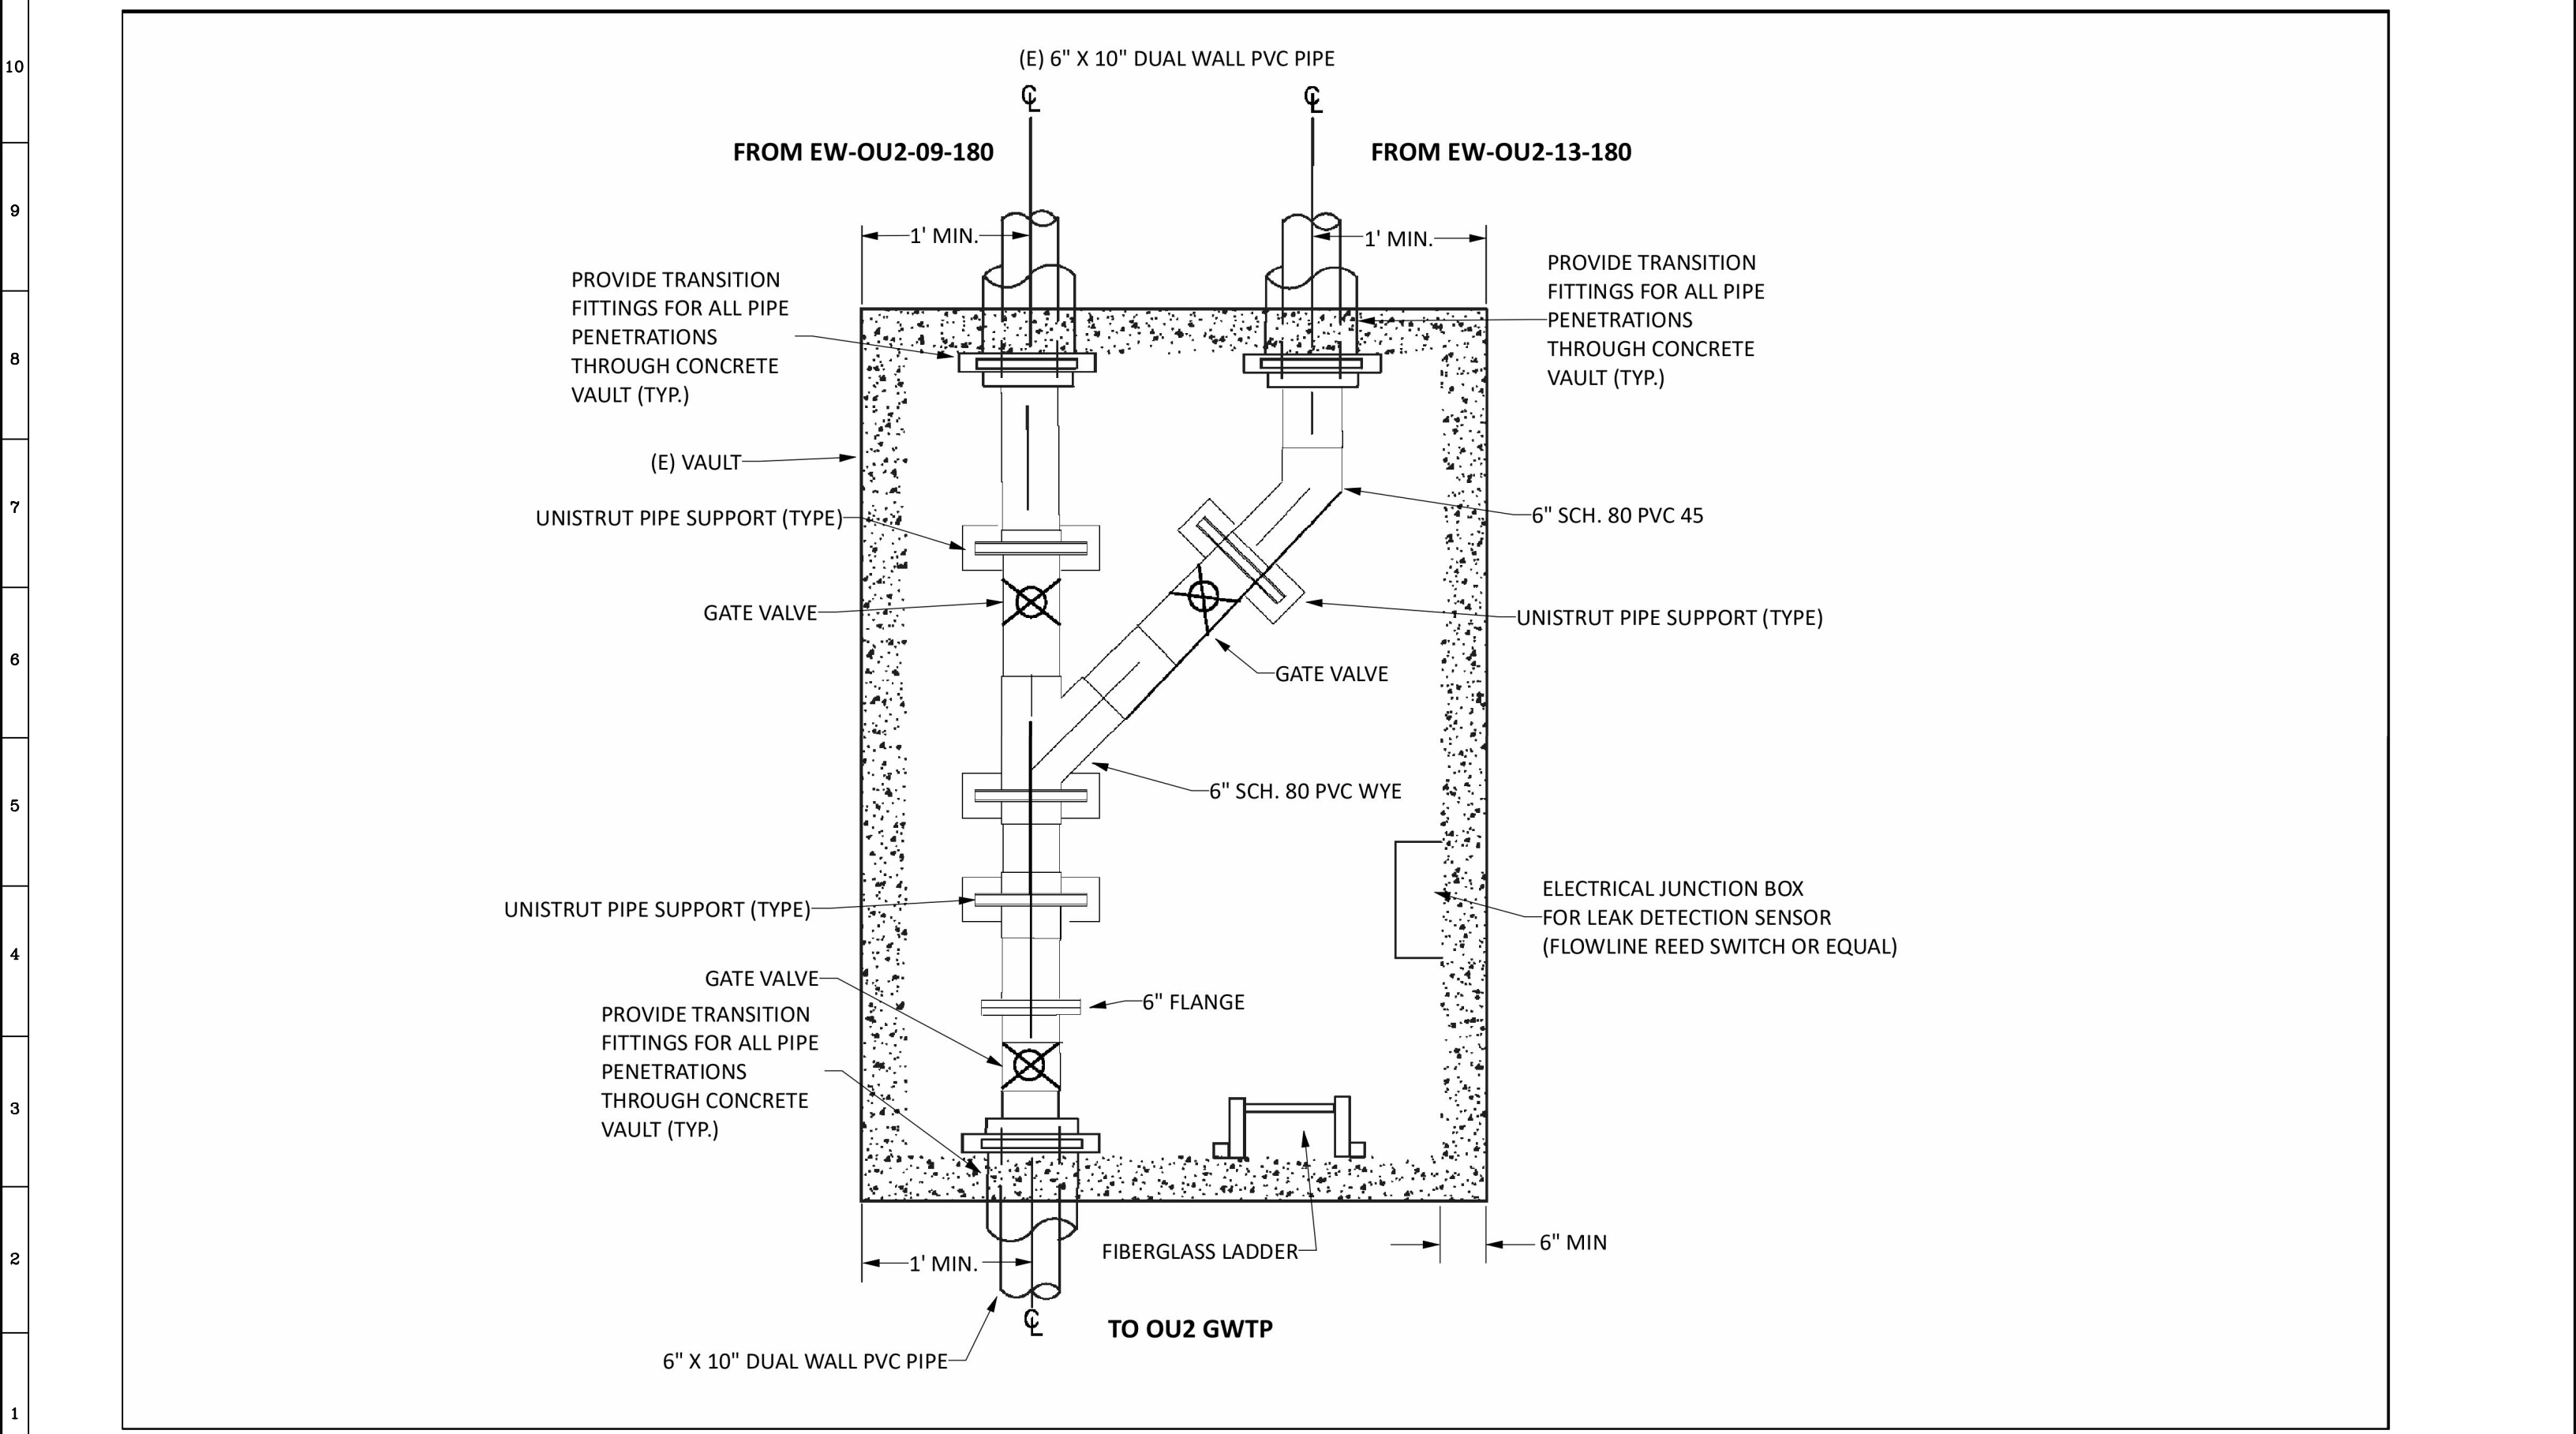 (E) 6" X 10" DUAL WALL PVC PIPE
℄
℄
FROM EW-OU2-09-180
FROM EW-OU2-13-180
1' MIN.
1' MIN.
PROVIDE TRANSITION
FITTINGS FOR ALL PIPE
PENETRATIONS
THROUGH CONCRETE
VAULT (TYP.)
PROVIDE TRANSITION
FITTINGS FOR ALL PIPE
PENETRATIONS
THROUGH CONCRETE
VAULT (TYP.)
(E) VAULT
UNISTRUT PIPE SUPPORT (TYPE)
6" SCH. 80 PVC 45
GATE VALVE
UNISTRUT PIPE SUPPORT (TYPE)
GATE VALVE
6" SCH. 80 PVC WYE
UNISTRUT PIPE SUPPORT (TYPE)
ELECTRICAL JUNCTION BOX
FOR LEAK DETECTION SENSOR
(FLOWLINE REED SWITCH OR EQUAL)
GATE VALVE
6" FLANGE
PROVIDE TRANSITION
FITTINGS FOR ALL PIPE
PENETRATIONS
THROUGH CONCRETE
VAULT (TYP.)
FIBERGLASS LADDER
6" MIN
1' MIN.
℄
TO OU2 GWTP
6" X 10" DUAL WALL PVC PIPE
10
9
8
7
6
5
4
3
2
1